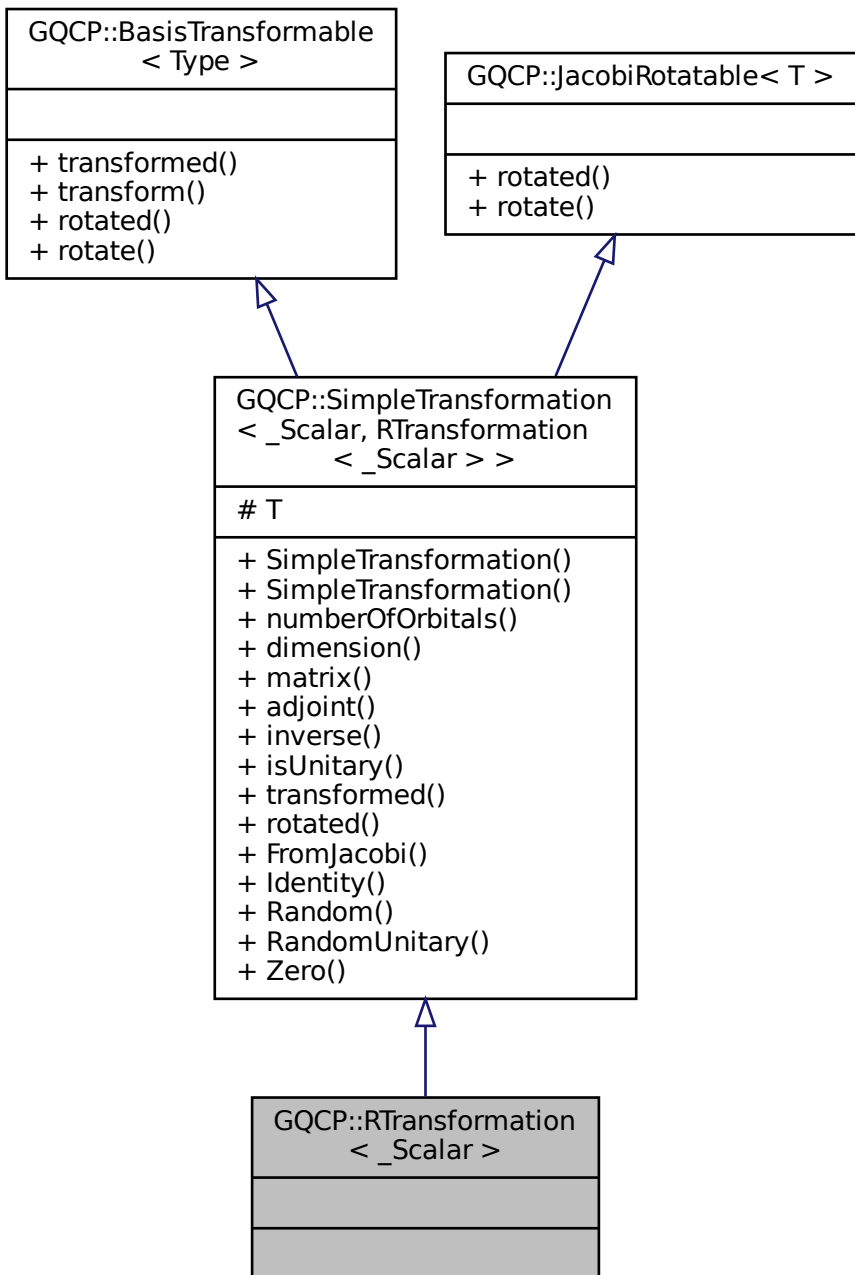 GQCP::BasisTransformable
< Type >
+ transformed()
+ transform()
+ rotated()
+ rotate()
GQCP::JacobiRotatable< T >
+ rotated()
+ rotate()
GQCP::SimpleTransformation
< _Scalar, RTransformation
< _Scalar > >
# T
+ SimpleTransformation()
+ SimpleTransformation()
+ numberOfOrbitals()
+ dimension()
+ matrix()
+ adjoint()
+ inverse()
+ isUnitary()
+ transformed()
+ rotated()
+ FromJacobi()
+ Identity()
+ Random()
+ RandomUnitary()
+ Zero()
GQCP::RTransformation
< _Scalar >